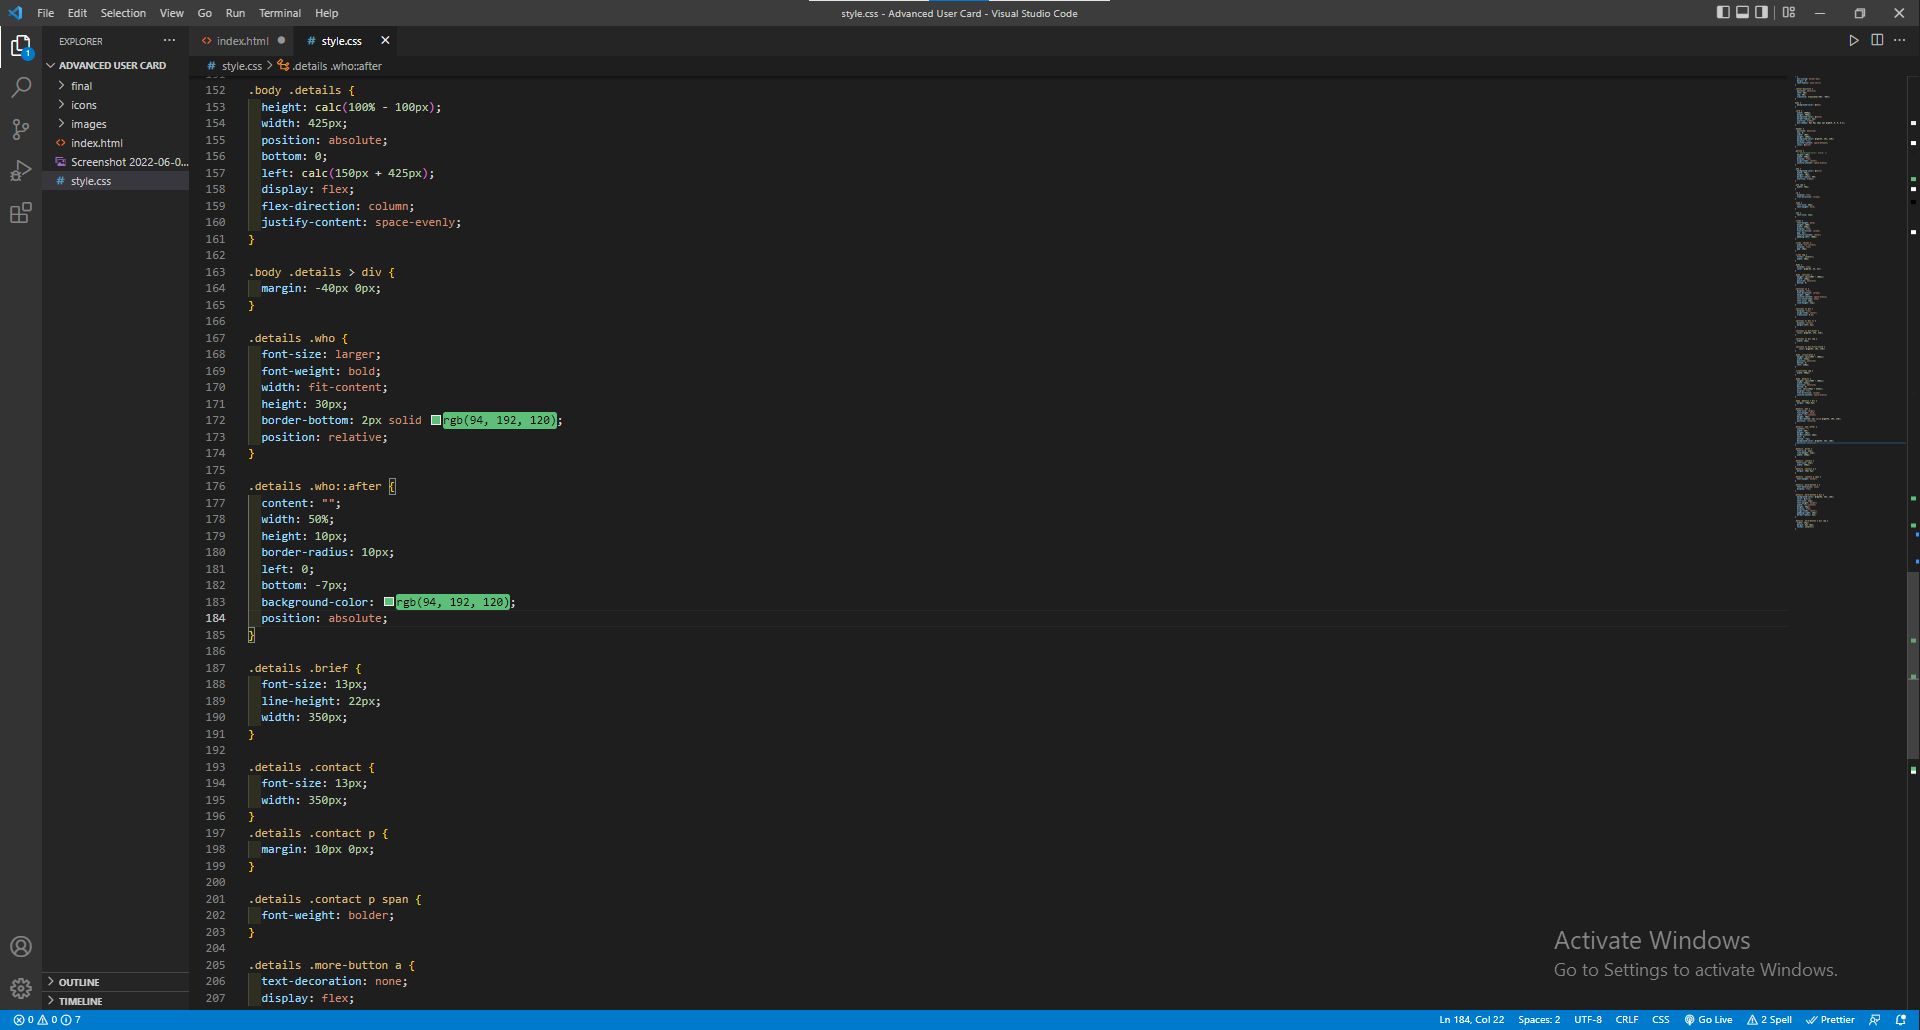 File Edit Selection View Go Run Terminal Help
style.css - Advanced User Card - Visual Studio Code
EXPLORER
1
ADVANCED USER CARD
final
icons
images
index.html
Screenshot 2022-06-0...
style.css
OUTLINE
TIMELINE
index.html
# style.css
# style.css > .details .who::after
152 .body .details {
153 height: calc(100% - 100px);
154 width: 425px;
155 position: absolute;
156 bottom: 0;
157 left: calc(150px + 425px);
158 display: flex;
159 flex-direction: column;
160 justify-content: space-evenly;
161 }
162
163 .body .details > div {
164 margin: -40px 0px;
165 }
166
167 .details .who {
168 font-size: larger;
169 font-weight: bold;
170 width: fit-content;
171 height: 30px;
172 border-bottom: 2px solid rgb(94, 192, 120);
173 position: relative;
174 }
175
176 .details .who::after {
177 content: "";
178 width: 50%;
179 height: 10px;
180 border-radius: 10px;
181 left: 0;
182 bottom: -7px;
183 background-color: rgb(94, 192, 120);
184 position: absolute;
185 }
186
187 .details .brief {
188 font-size: 13px;
189 line-height: 22px;
190 width: 350px;
191 }
192
193 .details .contact {
194 font-size: 13px;
195 width: 350px;
196 }
197 .details .contact p {
198 margin: 10px 0px;
199 }
200
201 .details .contact p span {
202 font-weight: bolder;
203 }
204
205 .details .more-button a {
206 text-decoration: none;
207 display: flex;
Activate Windows
Go to Settings to activate Windows.
0 0 7
Ln 184, Col 22 Spaces: 2 UTF-8 CRLF CSS Go Live 2 Spell Prettier